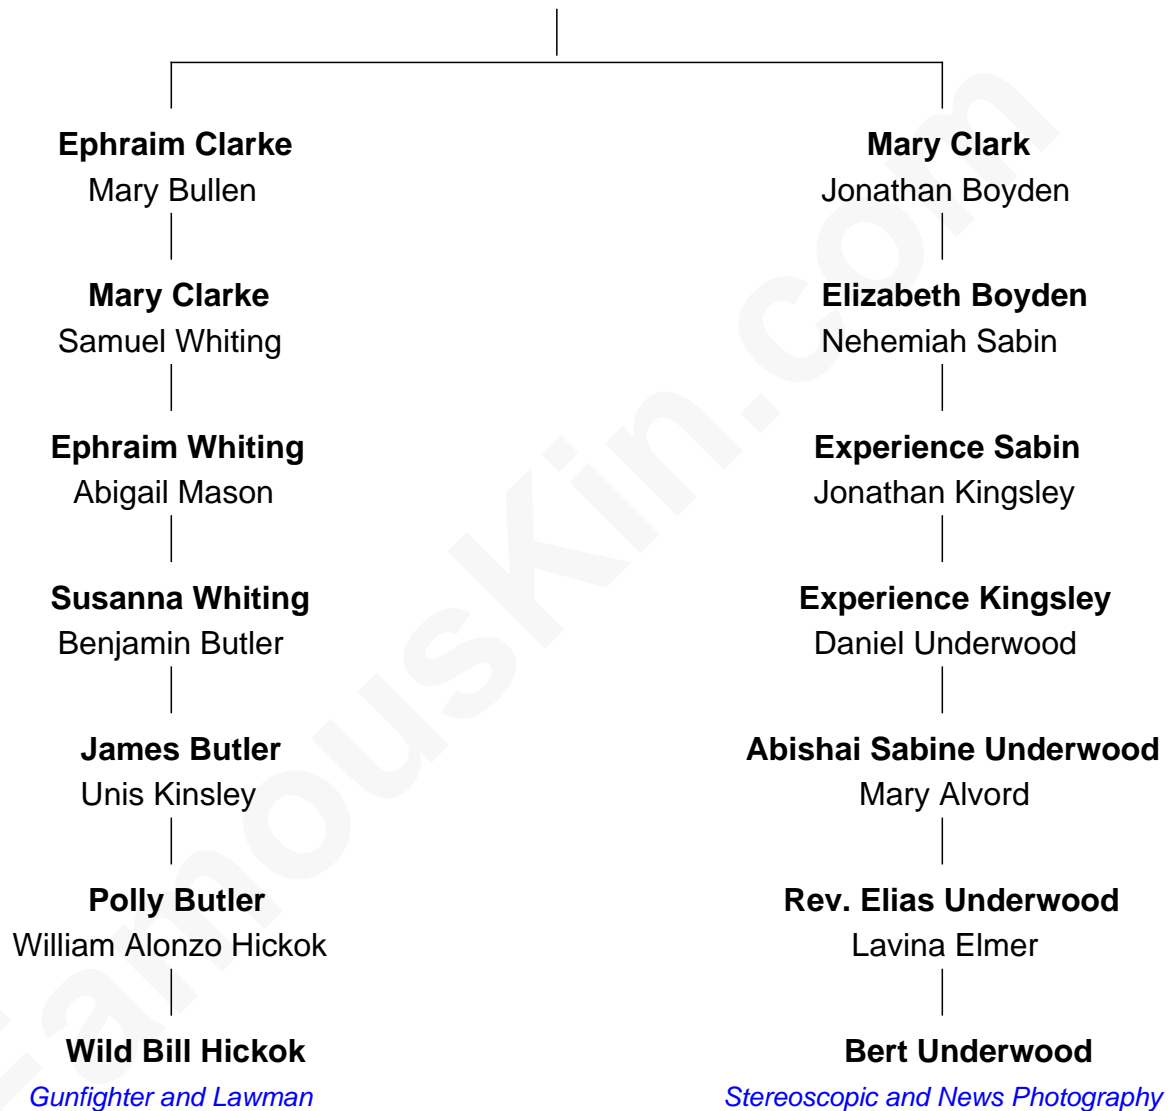 Ephraim Clarke
Mary Bullen
Mary Clark
Jonathan Boyden
Mary Clarke
Samuel Whiting
Elizabeth Boyden
Nehemiah Sabin
Ephraim Whiting
Abigail Mason
Experience Sabin
Jonathan Kingsley
Susanna Whiting
Benjamin Butler
Experience Kingsley
Daniel Underwood
James Butler
Unis Kinsley
Abishai Sabine Underwood
Mary Alvord
Polly Butler
William Alonzo Hickok
Rev. Elias Underwood
Lavina Elmer
Wild Bill Hickok
Gunfighter and Lawman
Bert Underwood
Stereoscopic and News Photography
FamousKin.com